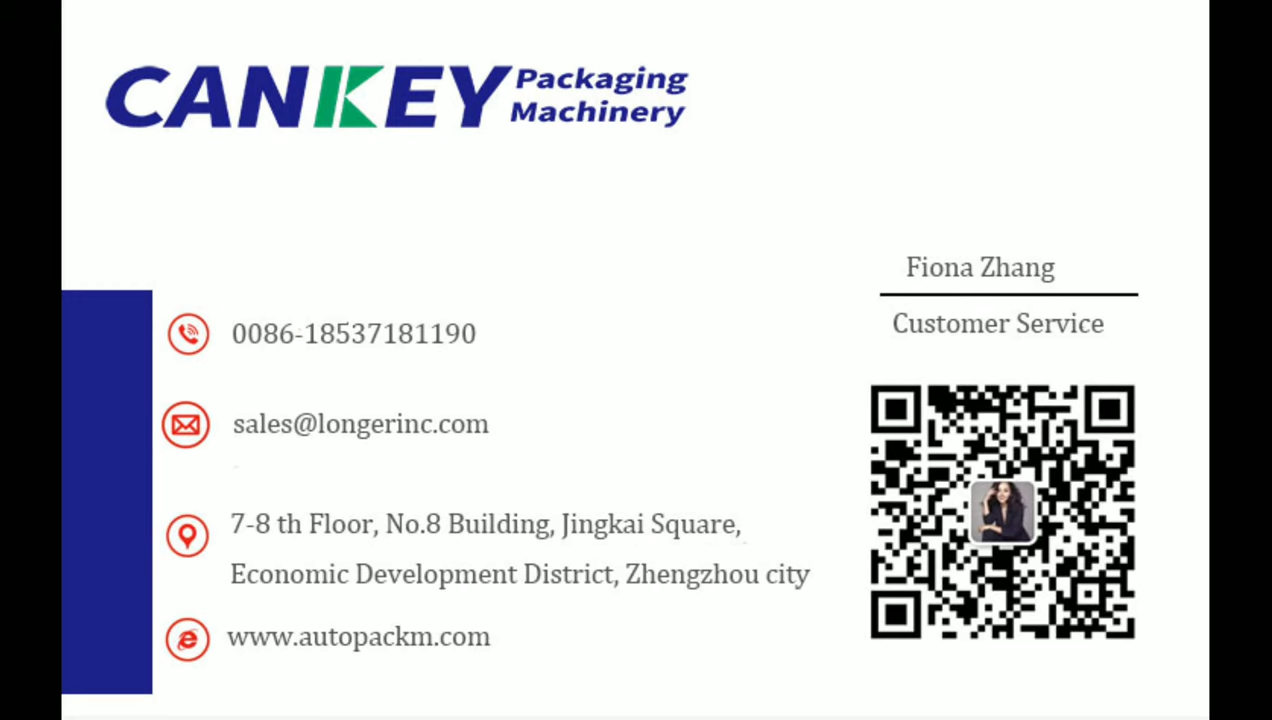 CANKEY Packaging
Machinery
Fiona Zhang
Customer Service
0086-18537181190
sales@longerinc.com
7-8 th Floor, No.8 Building, Jingkai Square,
Economic Development District, Zhengzhou city
www.autopackm.com